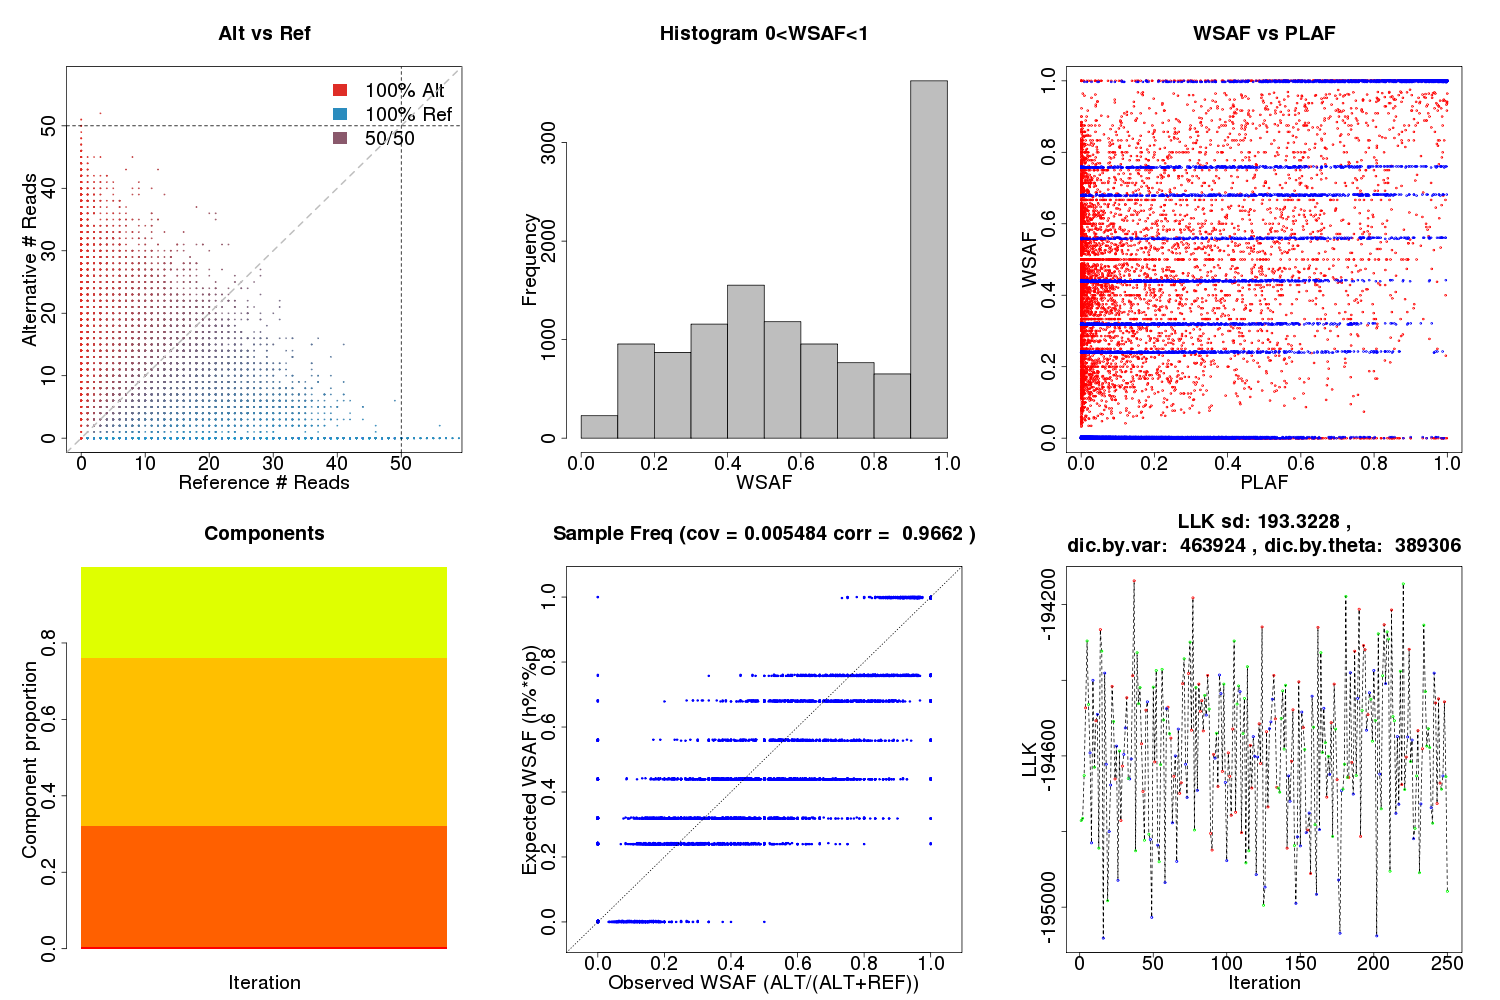 Alt vs Ref
100% Alt
100% Ref
50/50
Alternative # Reads
0 10 20 30 40 50
0 10 20 30 40 50
Reference # Reads
Histogram 0<WSAF<1
Frequency
0 1000 2000 3000
0.0 0.2 0.4 0.6 0.8 1.0
WSAF
WSAF vs PLAF
WSAF
0.0 0.2 0.4 0.6 0.8 1.0
0.0 0.2 0.4 0.6 0.8 1.0
PLAF
Components
Component proportion
0.0 0.2 0.4 0.6 0.8
Iteration
Sample Freq (cov = 0.005484 corr = 0.9662 )
Expected WSAF (h%*%p)
0.0 0.2 0.4 0.6 0.8 1.0
0.0 0.2 0.4 0.6 0.8 1.0
Observed WSAF (ALT/(ALT+REF))
LLK sd: 193.3228 ,
dic.by.var: 463924 , dic.by.theta: 389306
LLK
-195000 -194600 -194200
0 50 100 150 200 250
Iteration